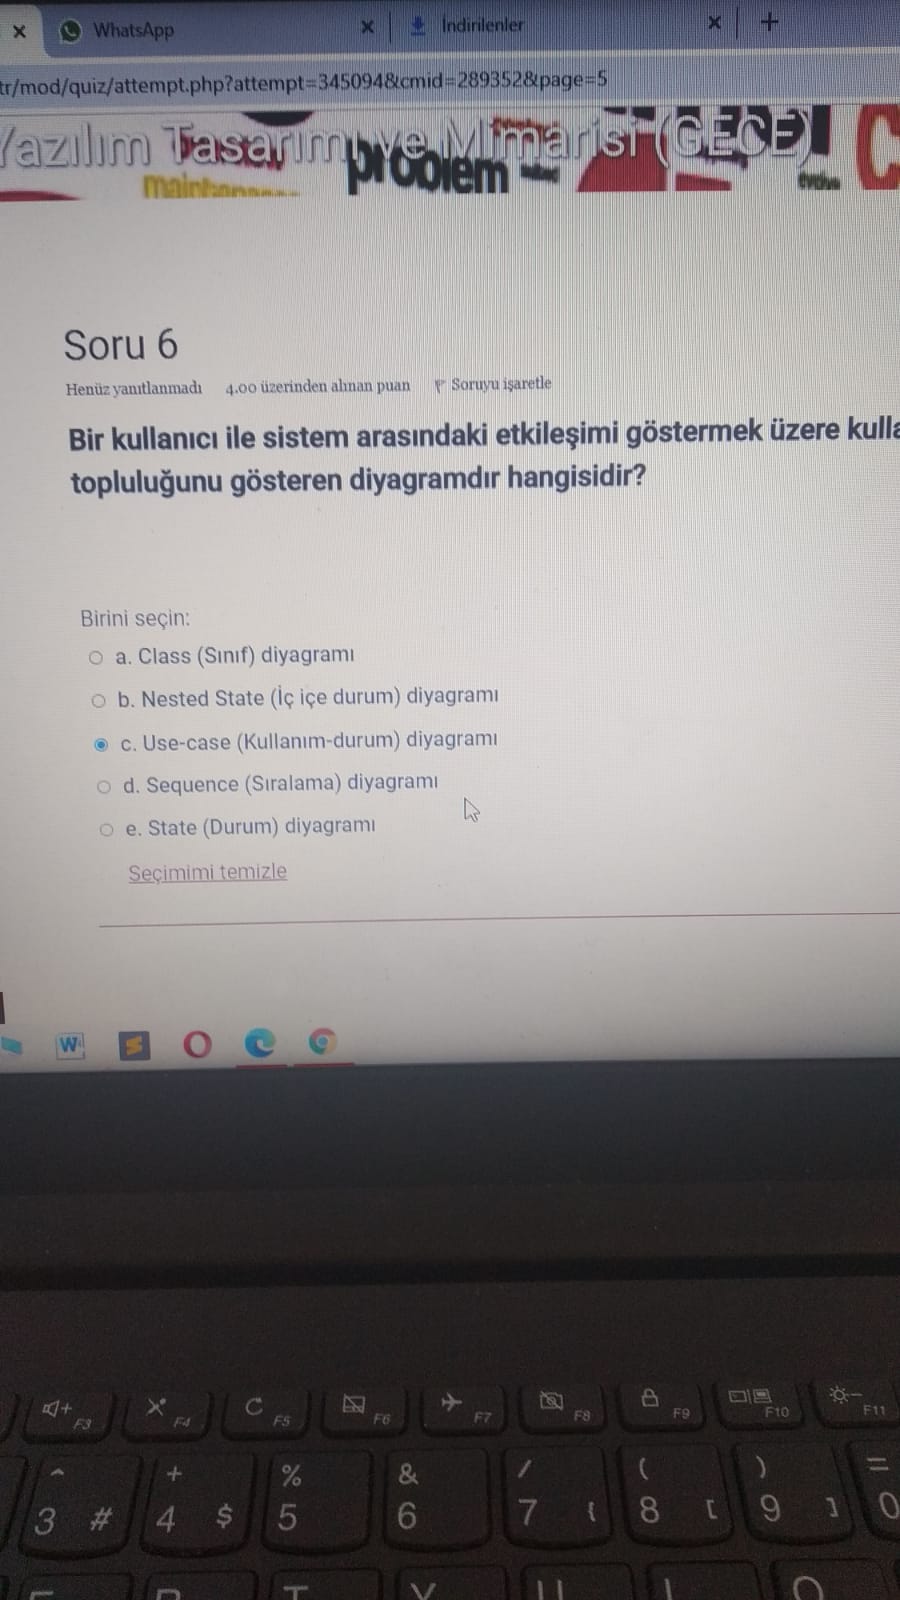 WhatsApp
İndirilenler
tr/mod/quiz/attempt.php?attempt=345094&cmid=289352&page=5
Yazılım Tasarımı ve Mimarisi (GECE)
problem
Soru 6
Henüz yanıtlanmadı 4.00 üzerinden alınan puan Soruyu işaretle
Bir kullanıcı ile sistem arasındaki etkileşimi göstermek üzere kulla
topluluğunu gösteren diyagramdır hangisidir?
Birini seçin:
a. Class (Sınıf) diyagramı
b. Nested State (İç içe durum) diyagramı
c. Use-case (Kullanım-durum) diyagramı
d. Sequence (Sıralama) diyagramı
e. State (Durum) diyagramı
Seçimimi temizle
W
S
F3 F4 F5 F6 F7 F8 F9 F10 F11
^ + % & / ( ) =
3 # 4 $ 5 6 7 { 8 [ 9 ] 0